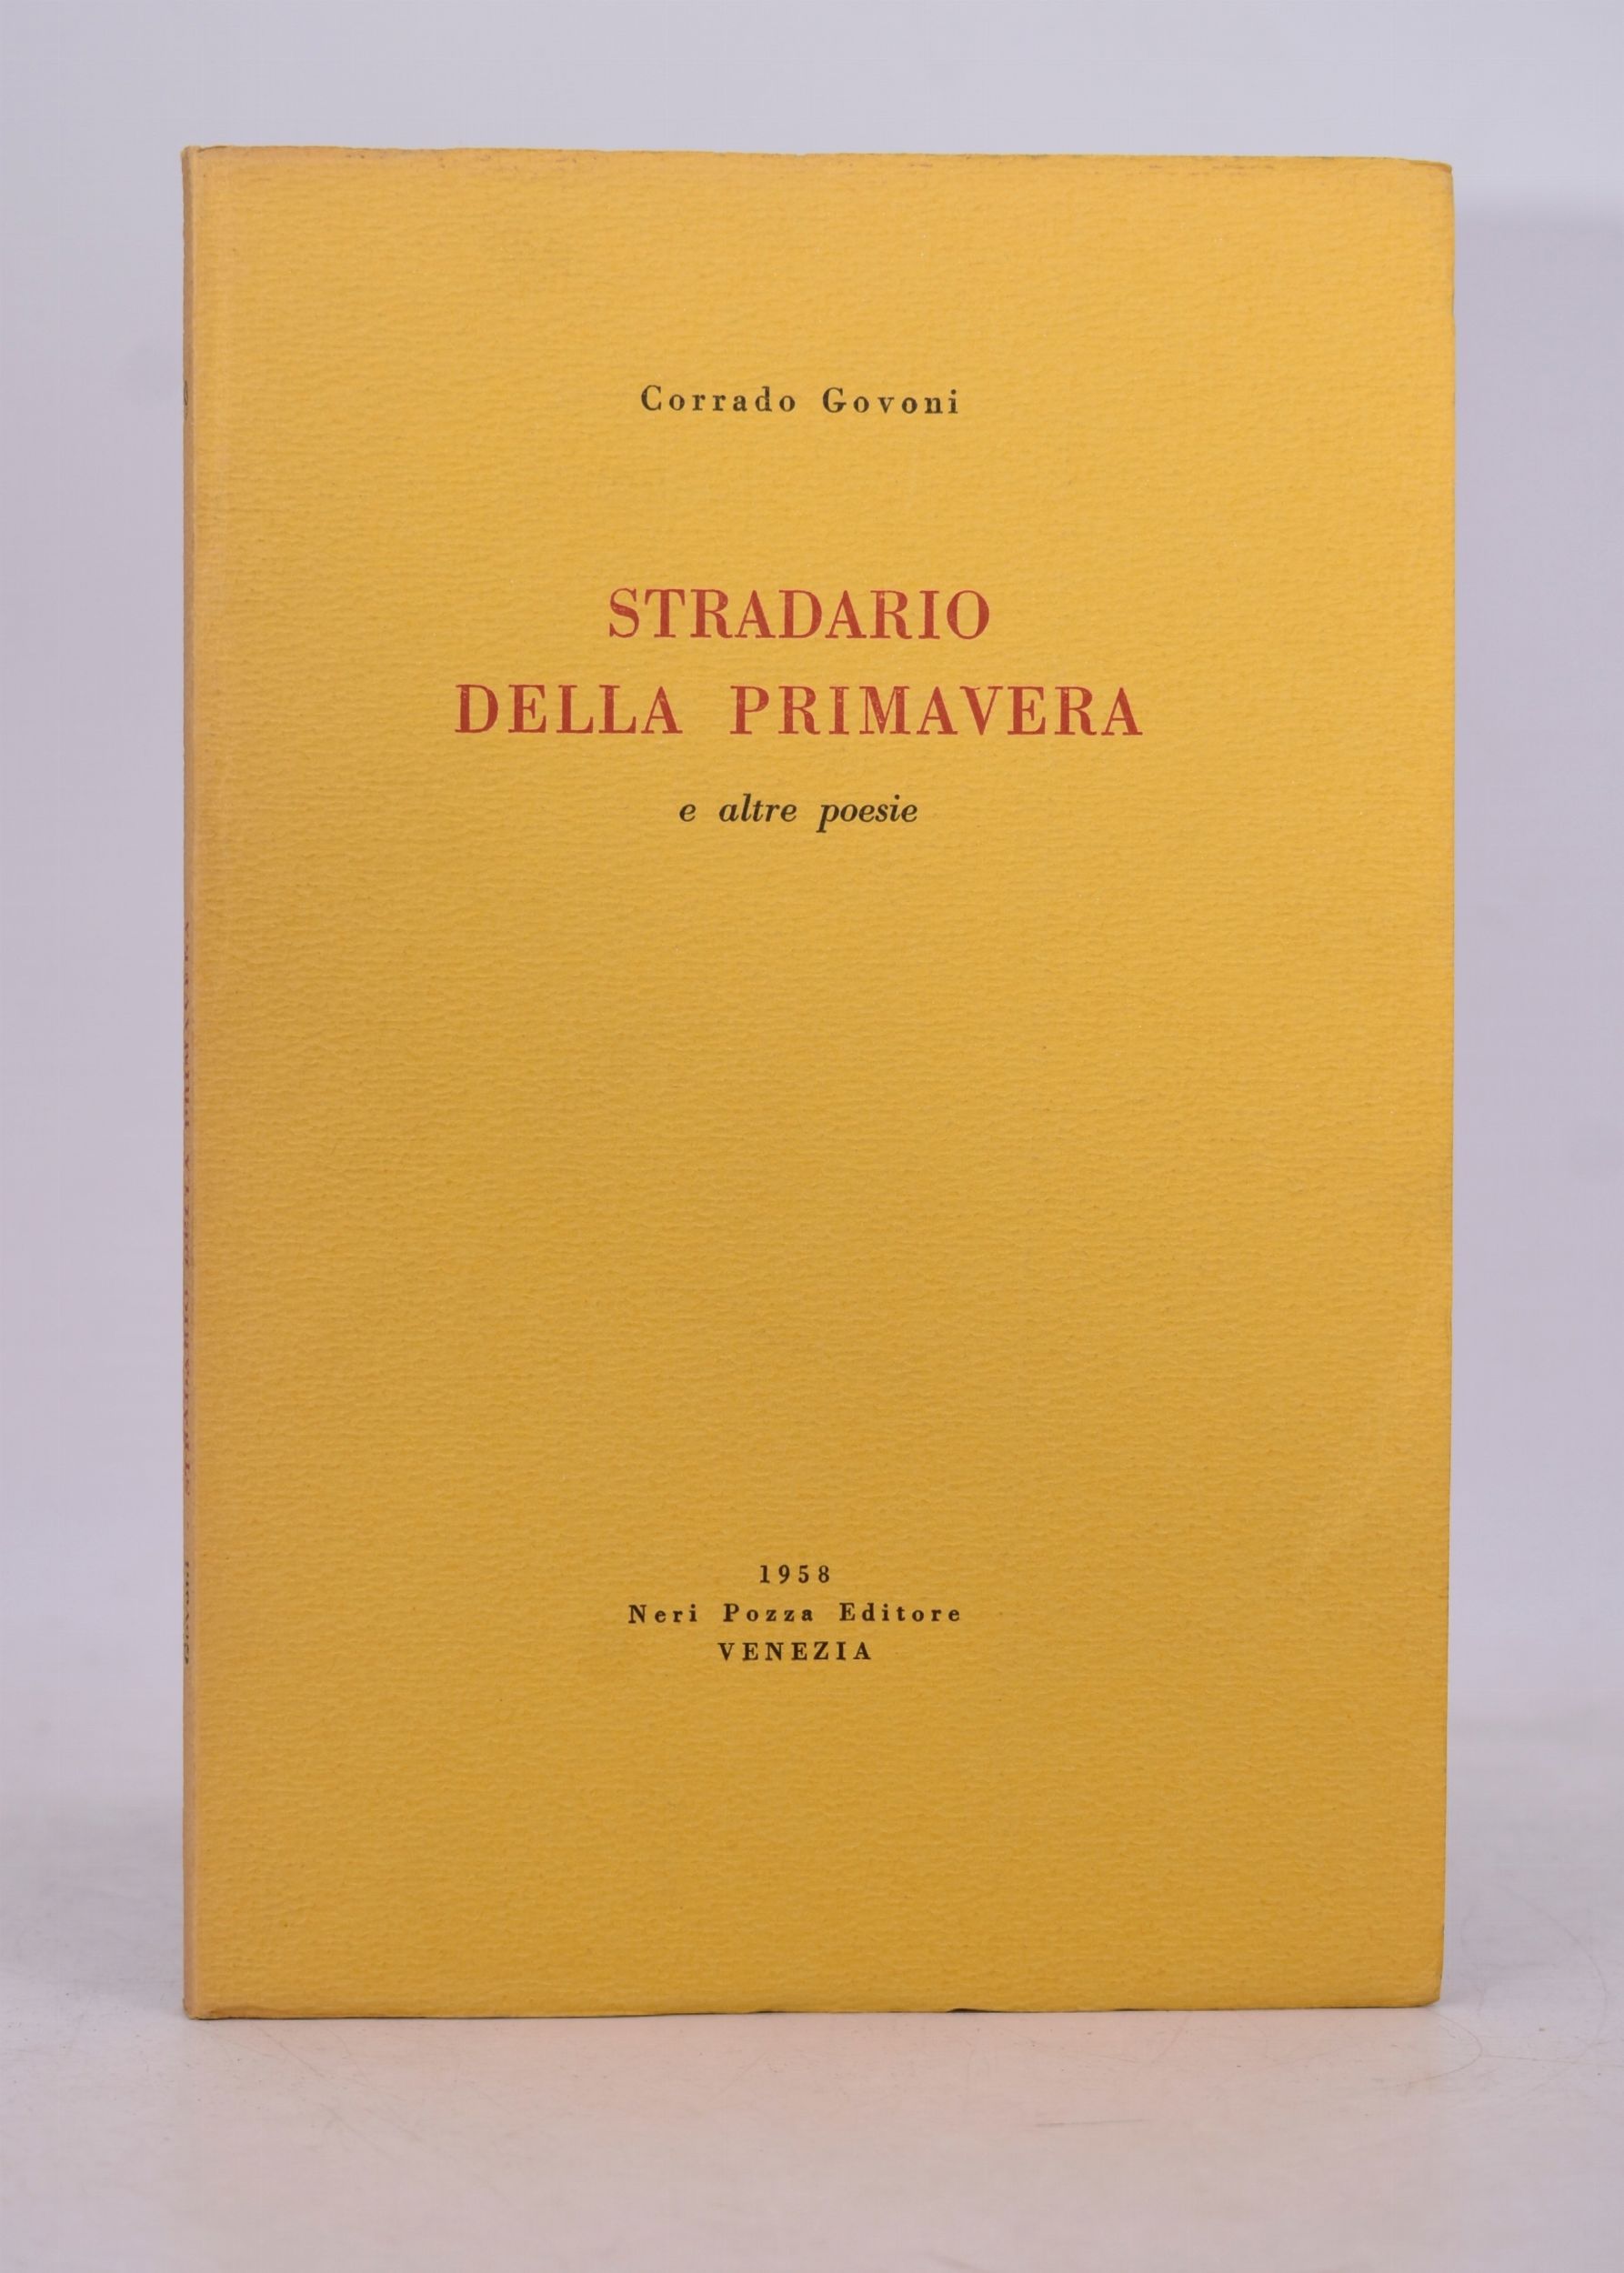 Corrado Govoni
STRADARIO
DELLA PRIMAVERA
e altre poesie
1958
Neri Pozza Editore
VENEZIA